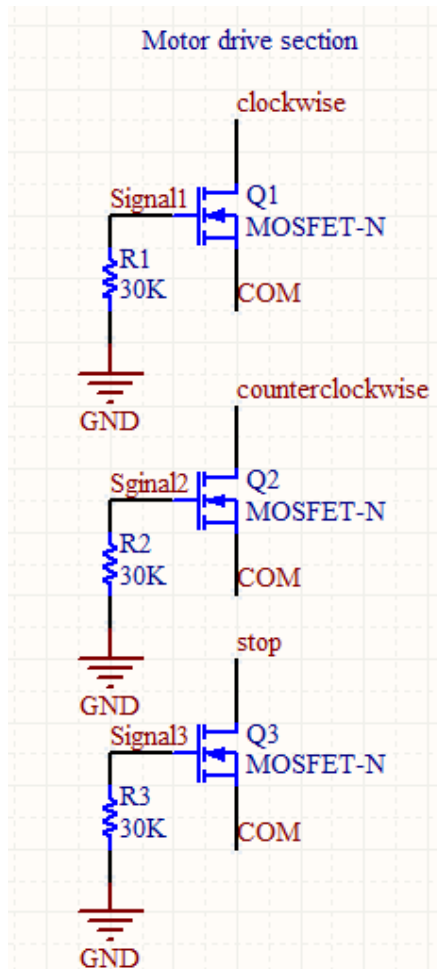 Motor drive section
clockwise
Signal1
Q1
MOSFET-N
R1
30K
COM
GND
counterclockwise
Sginal2
Q2
MOSFET-N
R2
30K
COM
GND
stop
Signal3
Q3
MOSFET-N
R3
30K
COM
GND